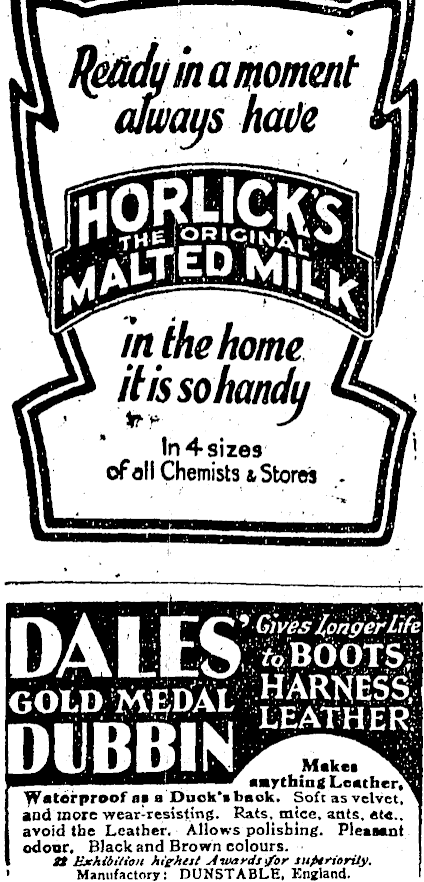 Ready in a moment
always have
HORLICK'S
THE ORIGINAL
MALTED MILK
in the home
it is so handy
In 4 sizes
of all Chemists & Stores
DALES'
GOLD MEDAL
DUBBIN
Gives Longer Life
to BOOTS,
HARNESS,
LEATHER
Makes
anything Leather,
Waterproof as a Duck's back. Soft as velvet,
and more wear-resisting. Rats, mice, ants, etc.,
avoid the Leather. Allows polishing. Pleasant
odour. Black and Brown colours.
22 Exhibition highest Awards for superiority.
Manufactory: DUNSTABLE, England.